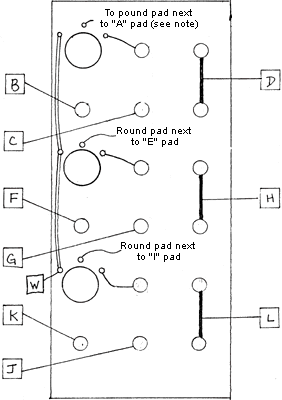 To pound pad next
to "A" pad (see note)
B
D
C
Round pad next
to "E" pad
F
H
G
Round pad next
to "I" pad
W
K
L
J